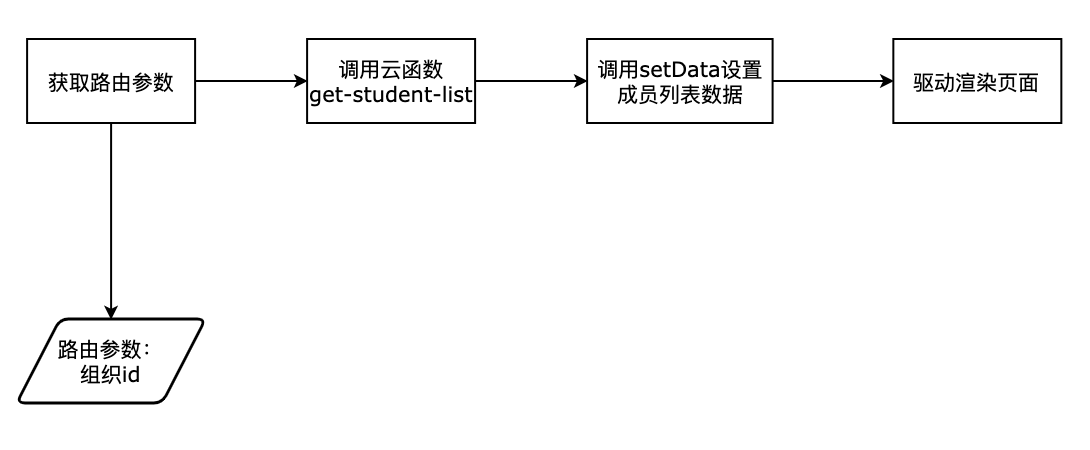 获取路由参数
调用云函数
get-student-list
调用setData设置
成员列表数据
驱动渲染页面
路由参数：
组织id